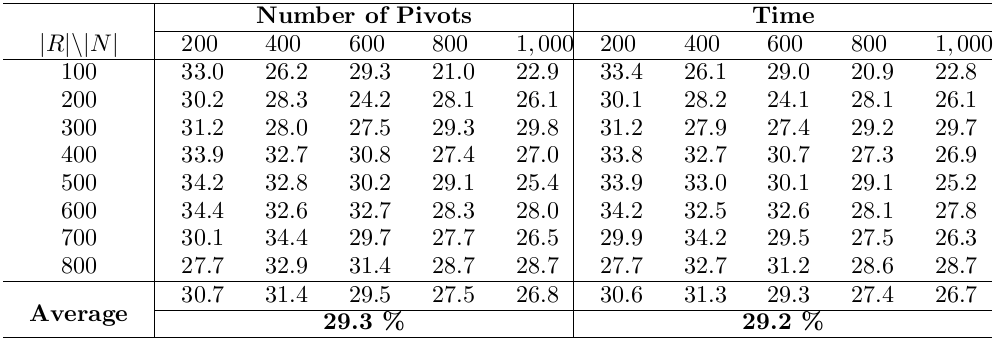 Number of Pivots Time
|R|\|N| 200 400 600 800 1,000 200 400 600 800 1,000
100 33.0 26.2 29.3 21.0 22.9 33.4 26.1 29.0 20.9 22.8
200 30.2 28.3 24.2 28.1 26.1 30.1 28.2 24.1 28.1 26.1
300 31.2 28.0 27.5 29.3 29.8 31.2 27.9 27.4 29.2 29.7
400 33.9 32.7 30.8 27.4 27.0 33.8 32.7 30.7 27.3 26.9
500 34.2 32.8 30.2 29.1 25.4 33.9 33.0 30.1 29.1 25.2
600 34.4 32.6 32.7 28.3 28.0 34.2 32.5 32.6 28.1 27.8
700 30.1 34.4 29.7 27.7 26.5 29.9 34.2 29.5 27.5 26.3
800 27.7 32.9 31.4 28.7 28.7 27.7 32.7 31.2 28.6 28.7
30.7 31.4 29.5 27.5 26.8 30.6 31.3 29.3 27.4 26.7
Average
29.3 % 29.2 %